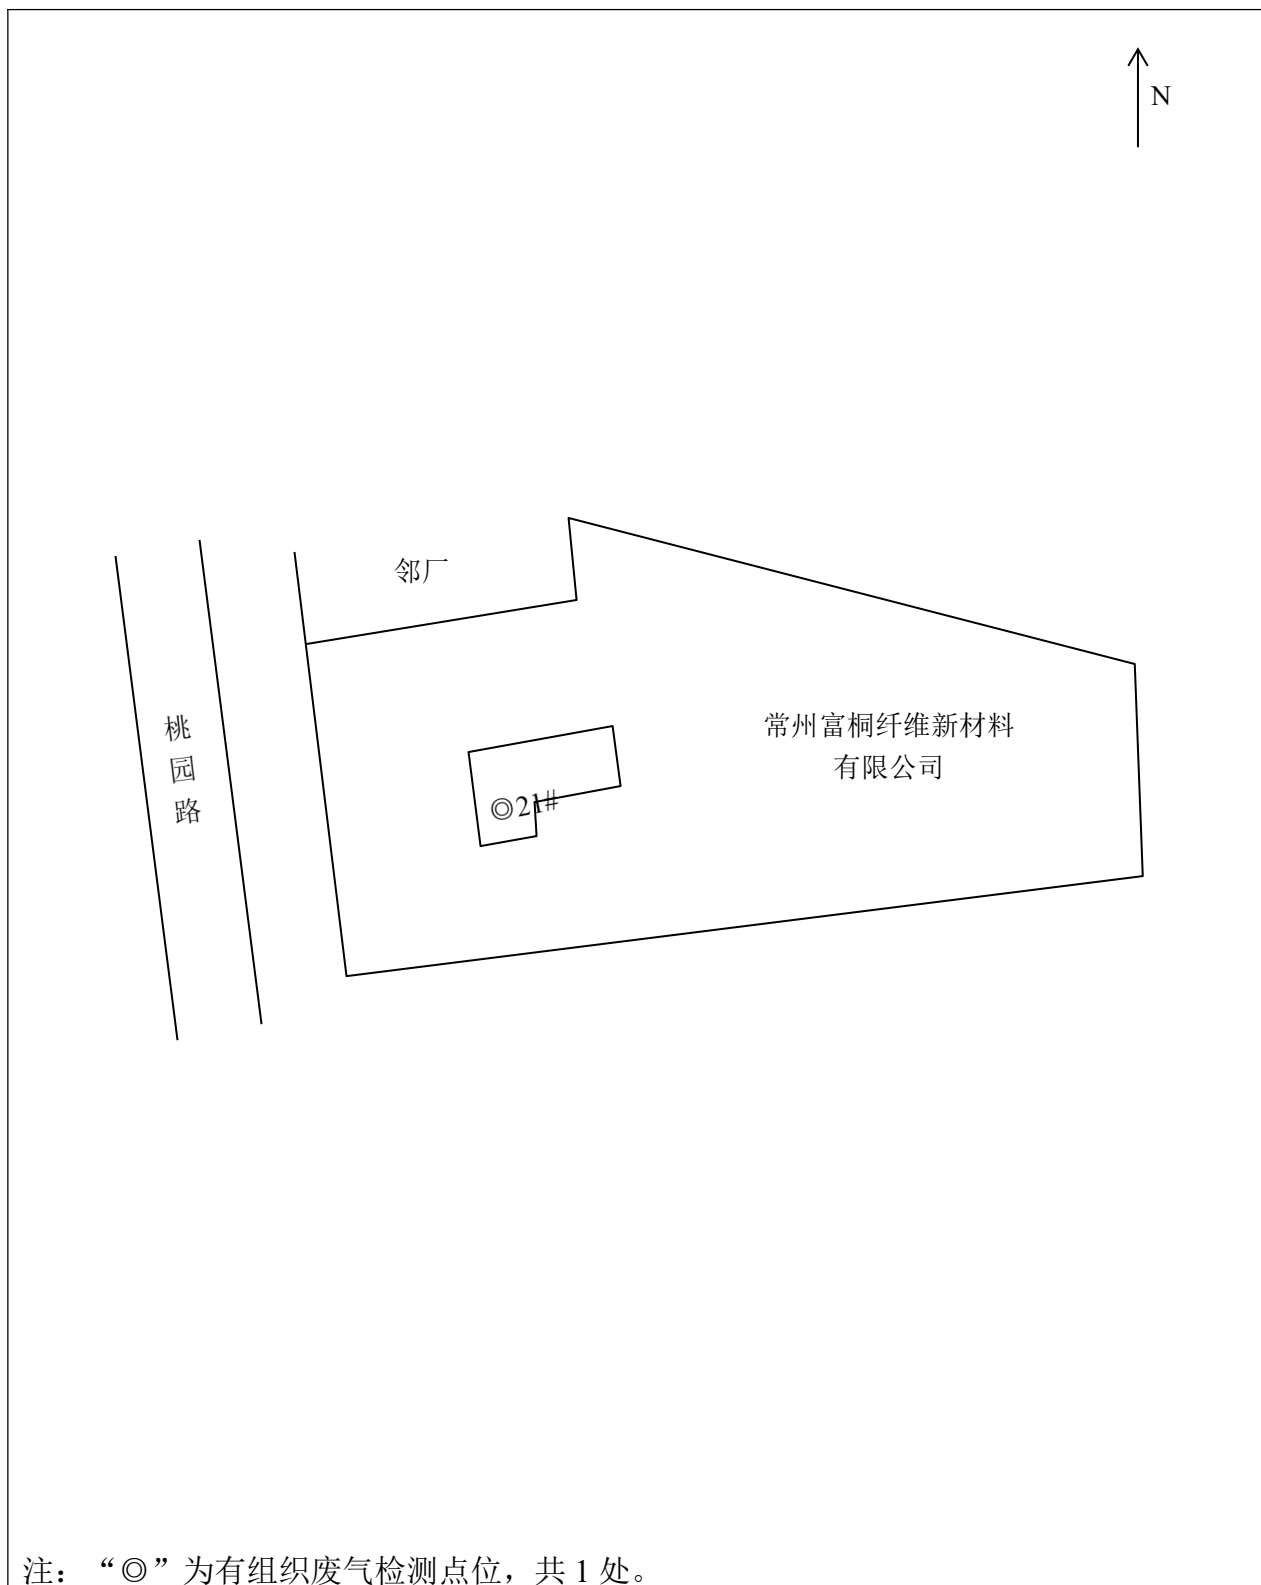 N
邻厂
桃
园
路
常州富桐纤维新材料
有限公司
◎21#
注：“◎”为有组织废气检测点位，共 1 处。